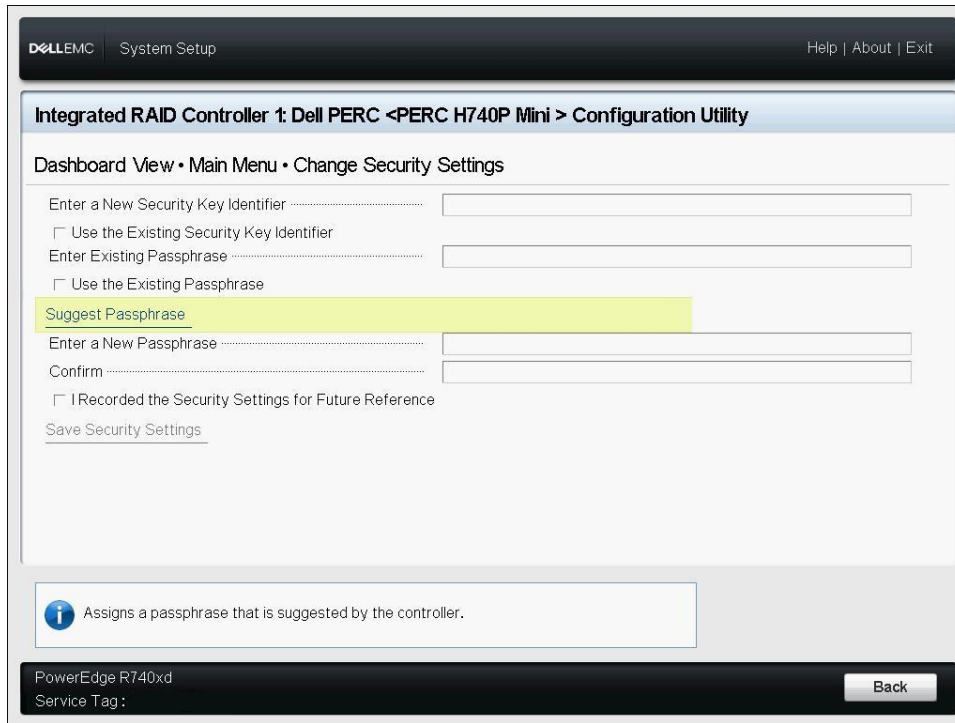 DELLEMC System Setup Help | About | Exit
Integrated RAID Controller 1: Dell PERC <PERC H740P Mini > Configuration Utility
Dashboard View • Main Menu • Change Security Settings
Enter a New Security Key Identifier
Use the Existing Security Key Identifier
Enter Existing Passphrase
Use the Existing Passphrase
Suggest Passphrase
Enter a New Passphrase
Confirm
I Recorded the Security Settings for Future Reference
Save Security Settings
Assigns a passphrase that is suggested by the controller.
PowerEdge R740xd
Service Tag :
Back